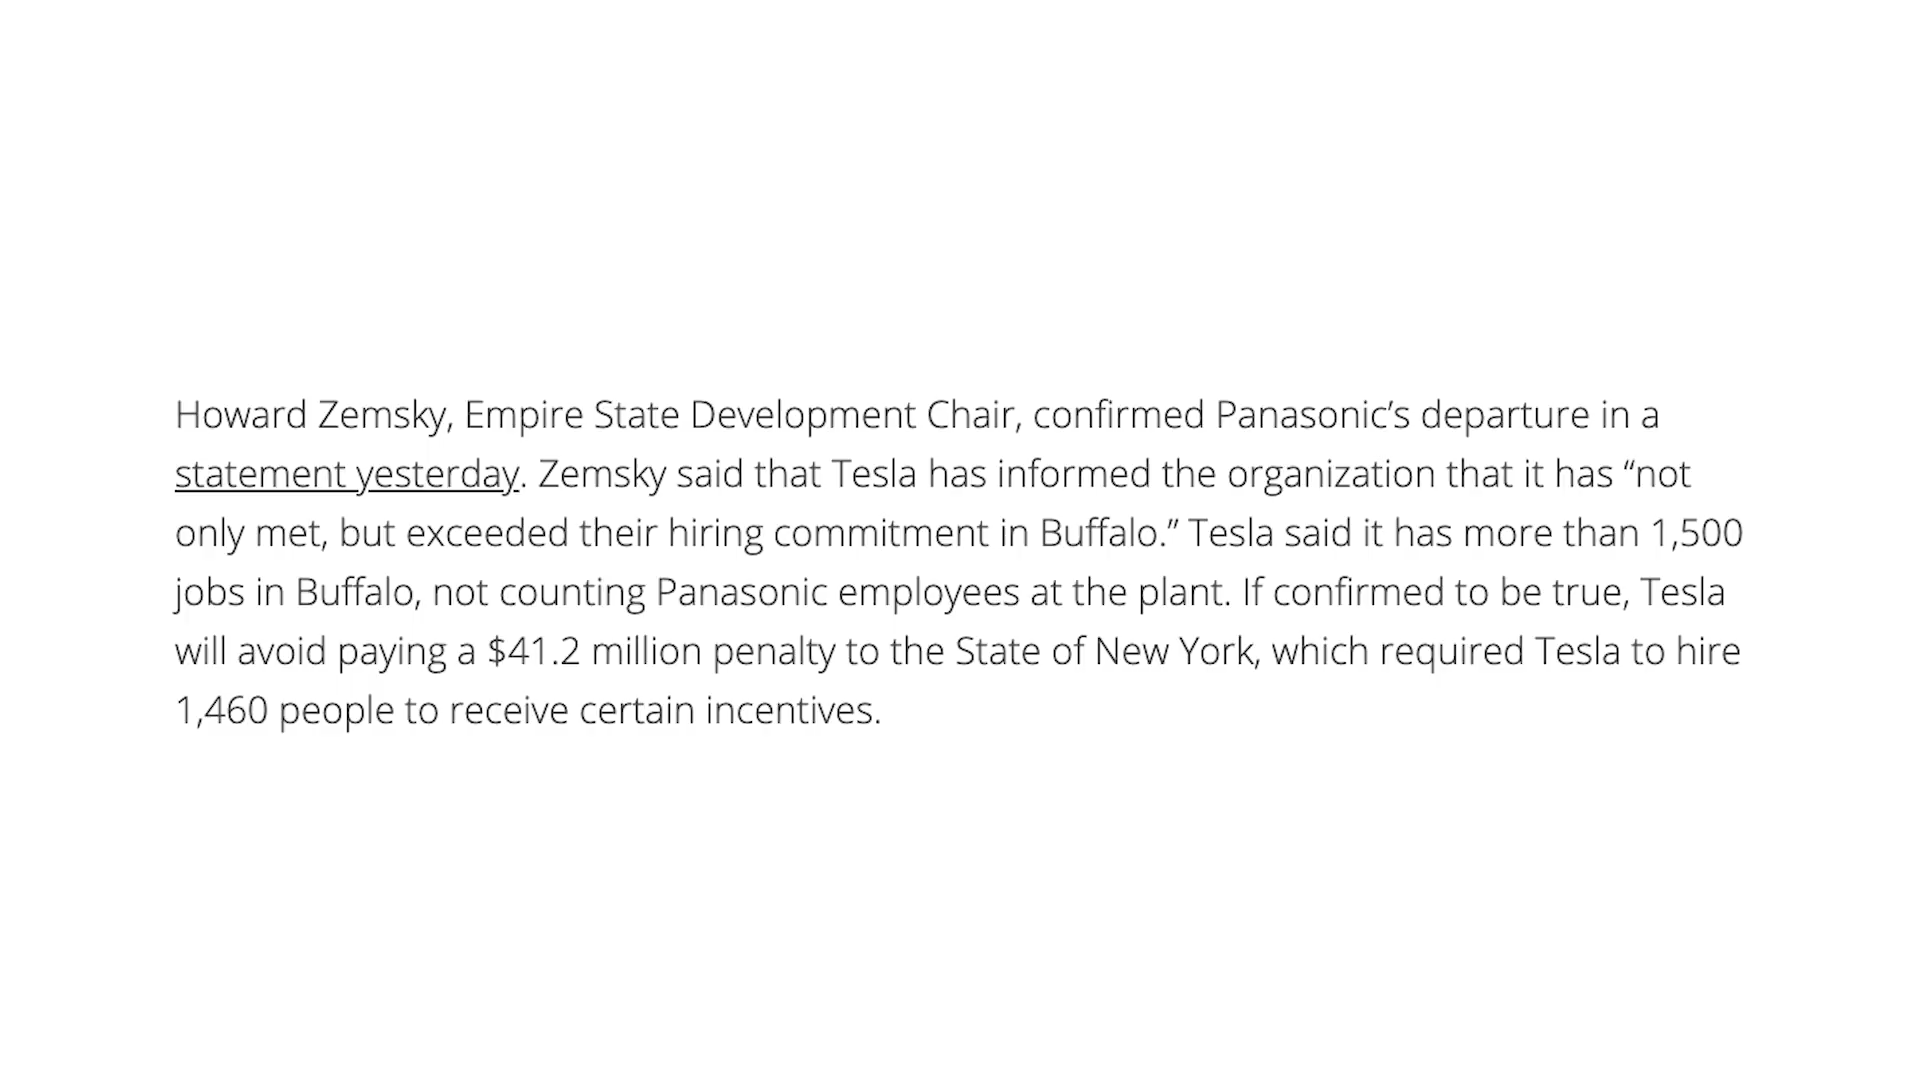 Howard Zemsky, Empire State Development Chair, confirmed Panasonic’s departure in a
statement yesterday. Zemsky said that Tesla has informed the organization that it has “not
only met, but exceeded their hiring commitment in Buffalo.” Tesla said it has more than 1,500
jobs in Buffalo, not counting Panasonic employees at the plant. If confirmed to be true, Tesla
will avoid paying a $41.2 million penalty to the State of New York, which required Tesla to hire
1,460 people to receive certain incentives.